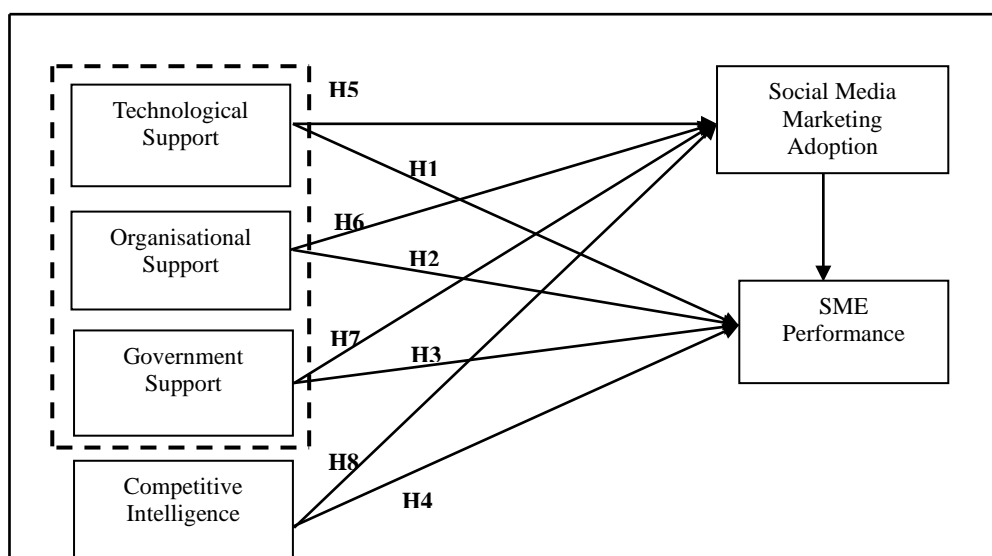 H5
Technological
Support
Social Media
Marketing
Adoption
H1
Organisational
Support
H6
H2
SME
Performance
Government
Support
H7
H3
Competitive
Intelligence
H8
H4